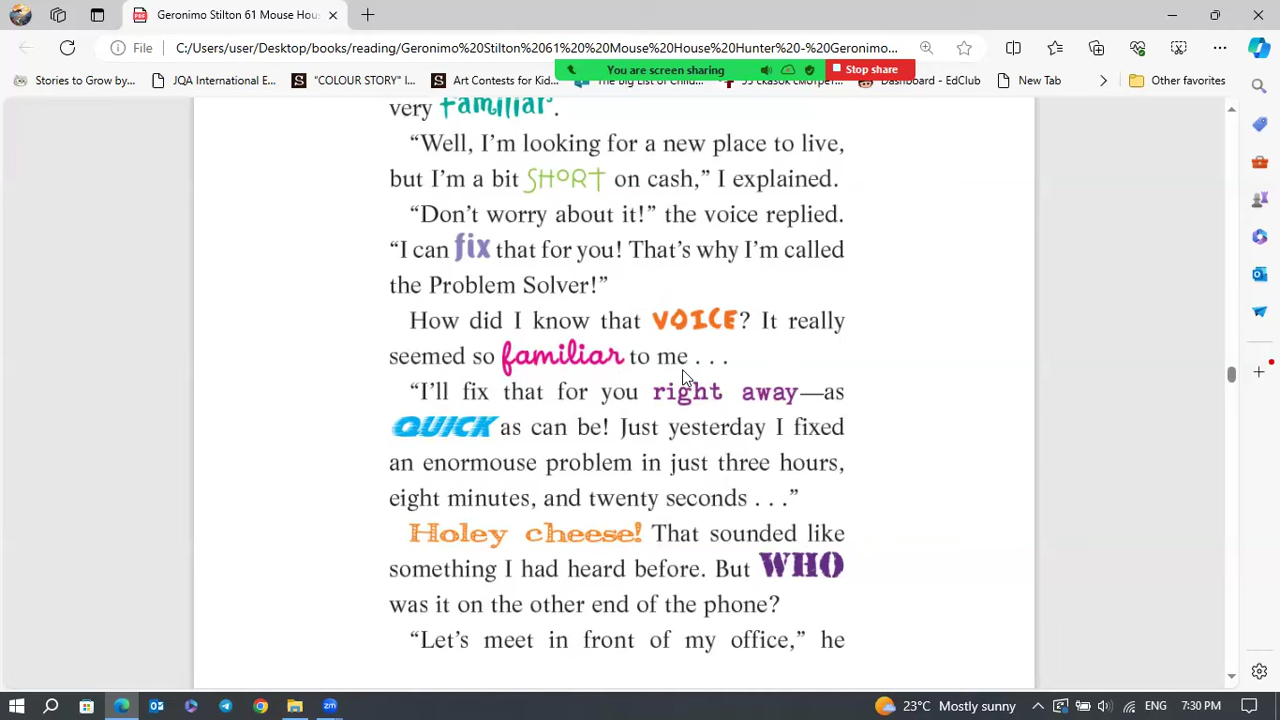 Geronimo Stilton 61 Mouse Hou
File C:/Users/user/Desktop/books/reading/Geronimo%20Stilton%2061%20%20Mouse%20House%20Hunter%20-%20Geronimo...
You are screen sharing Stop share
Stories to Grow by... JOA International E... "COLOUR STORY" I... Art Contests for Kid... Dashboard - EdClub New Tab Other favorites
very familiar.
“Well, I’m looking for a new place to live,
but I’m a bit SHORT on cash,” I explained.
“Don’t worry about it!” the voice replied.
“I can fix that for you! That’s why I’m called
the Problem Solver!”
How did I know that VOICE? It really
seemed so familiar to me . . .
“I’ll fix that for you right away—as
QUICK as can be! Just yesterday I fixed
an enormouse problem in just three hours,
eight minutes, and twenty seconds . . .”
Holey cheese! That sounded like
something I had heard before. But WHO
was it on the other end of the phone?
“Let’s meet in front of my office,” he
23°C Mostly sunny ENG 7:30 PM